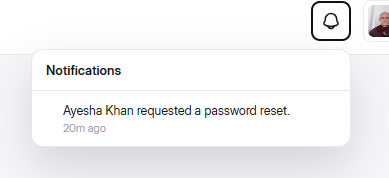 Notifications
Ayesha Khan requested a password reset.
20m ago